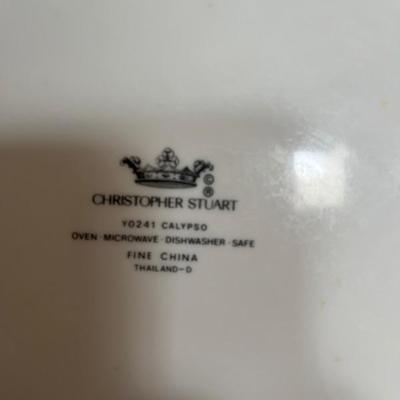 ©
®
CHRISTOPHER STUART
Y0241 CALYPSO
OVEN · MICROWAVE · DISHWASHER · SAFE
FINE CHINA
THAILAND-D